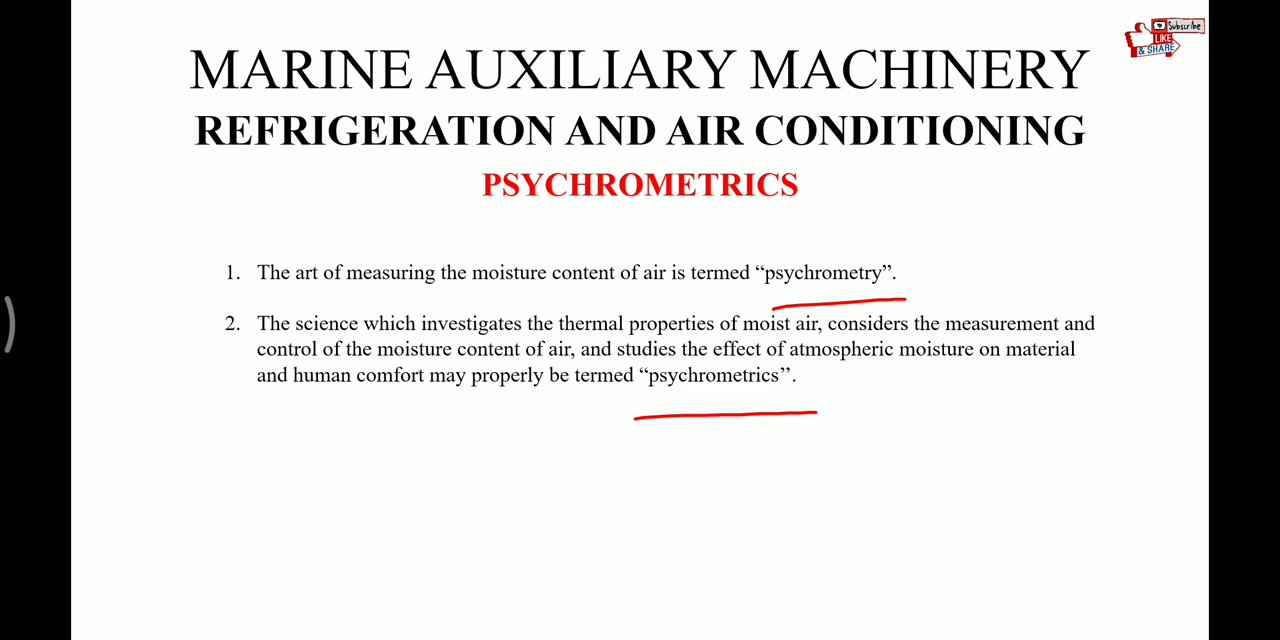 Subscribe
LIKE
& SHARE
MARINE AUXILIARY MACHINERY
REFRIGERATION AND AIR CONDITIONING
PSYCHROMETRICS
1. The art of measuring the moisture content of air is termed “psychrometry”.
2. The science which investigates the thermal properties of moist air, considers the measurement and
control of the moisture content of air, and studies the effect of atmospheric moisture on material
and human comfort may properly be termed “psychrometrics’’.